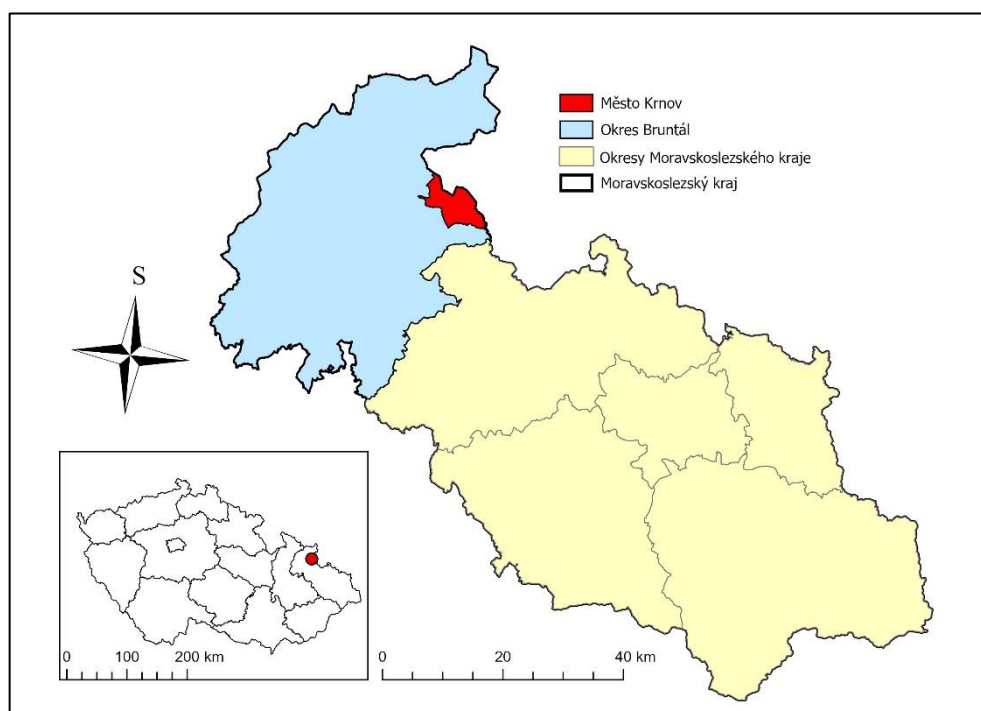 Město Krnov
Okres Bruntál
Okresy Moravskoslezského kraje
Moravskoslezský kraj
S
0 100 200 km
0 20 40 km